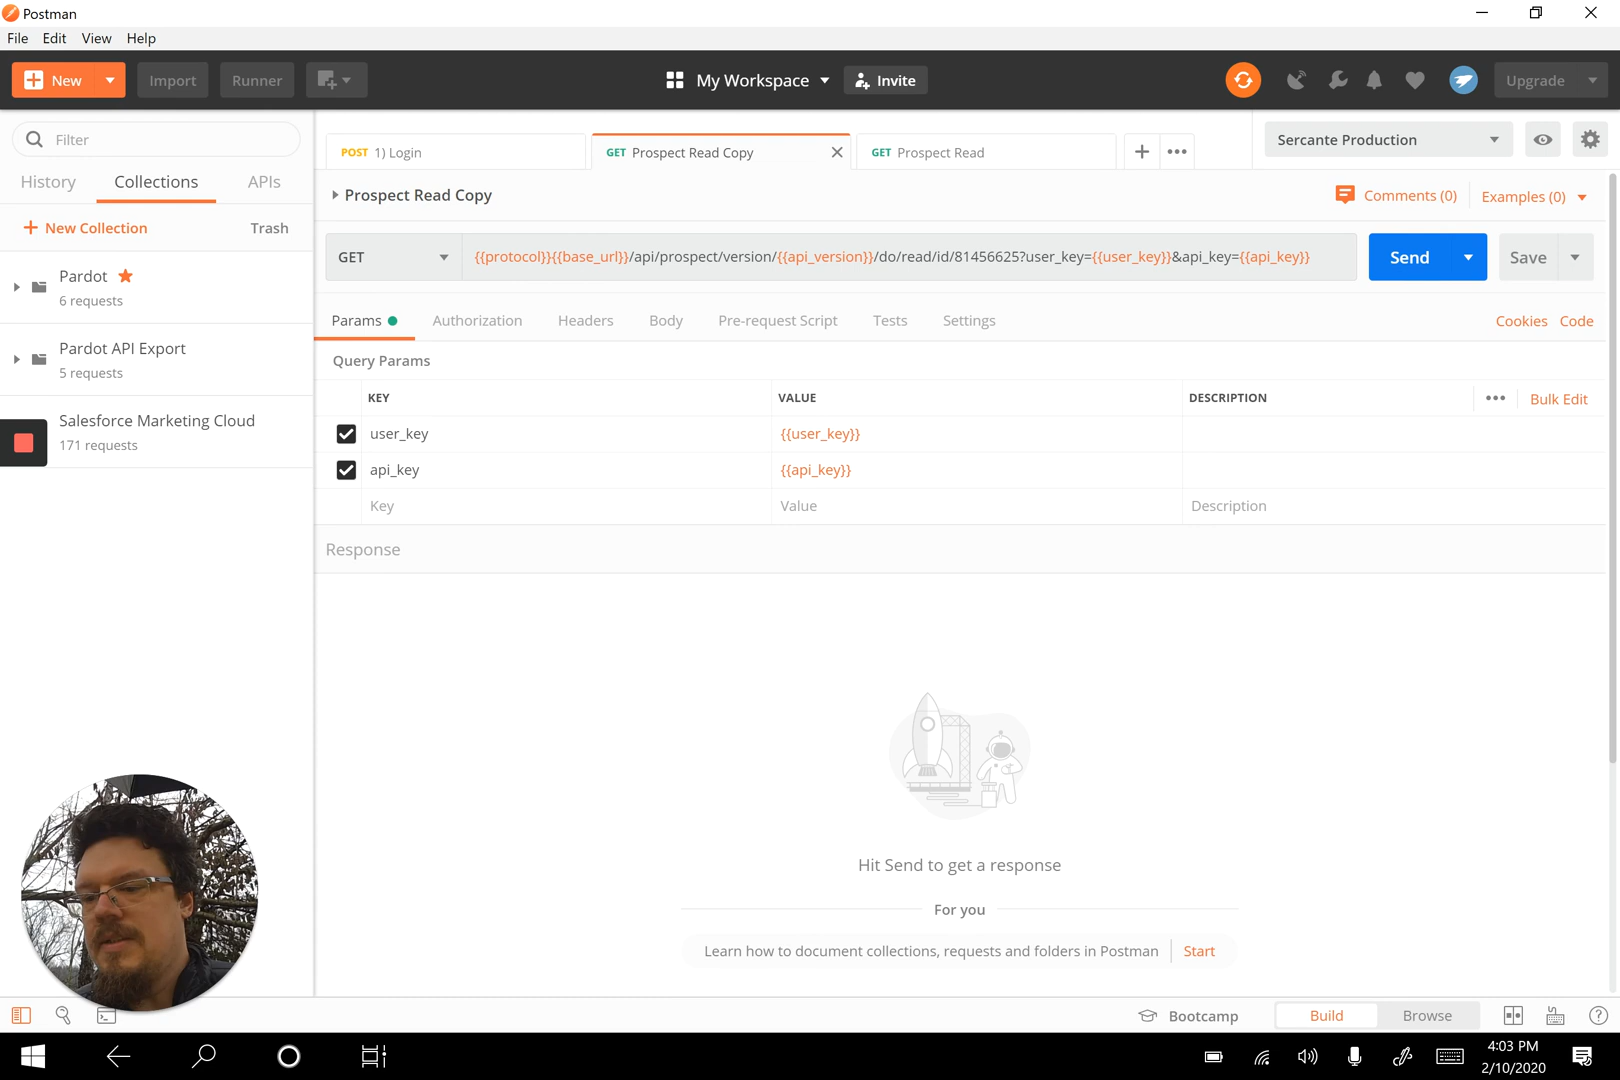 Postman
File Edit View Help
New Import Runner My Workspace Invite Upgrade
Filter
History Collections APIs
New Collection Trash
Pardot
6 requests
Pardot API Export
5 requests
Salesforce Marketing Cloud
171 requests
POST 1) Login GET Prospect Read Copy GET Prospect Read
Sercante Production
Prospect Read Copy Comments (0) Examples (0)
GET {{protocol}}{{base_url}}/api/prospect/version/{{api_version}}/do/read/id/81456625?user_key={{user_key}}&api_key={{api_key}} Send Save
Params Authorization Headers Body Pre-request Script Tests Settings Cookies Code
Query Params
KEY VALUE DESCRIPTION Bulk Edit
user_key {{user_key}}
api_key {{api_key}}
Key Value Description
Response
Hit Send to get a response
For you
Learn how to document collections, requests and folders in Postman Start
Bootcamp Build Browse
4:03 PM
2/10/2020